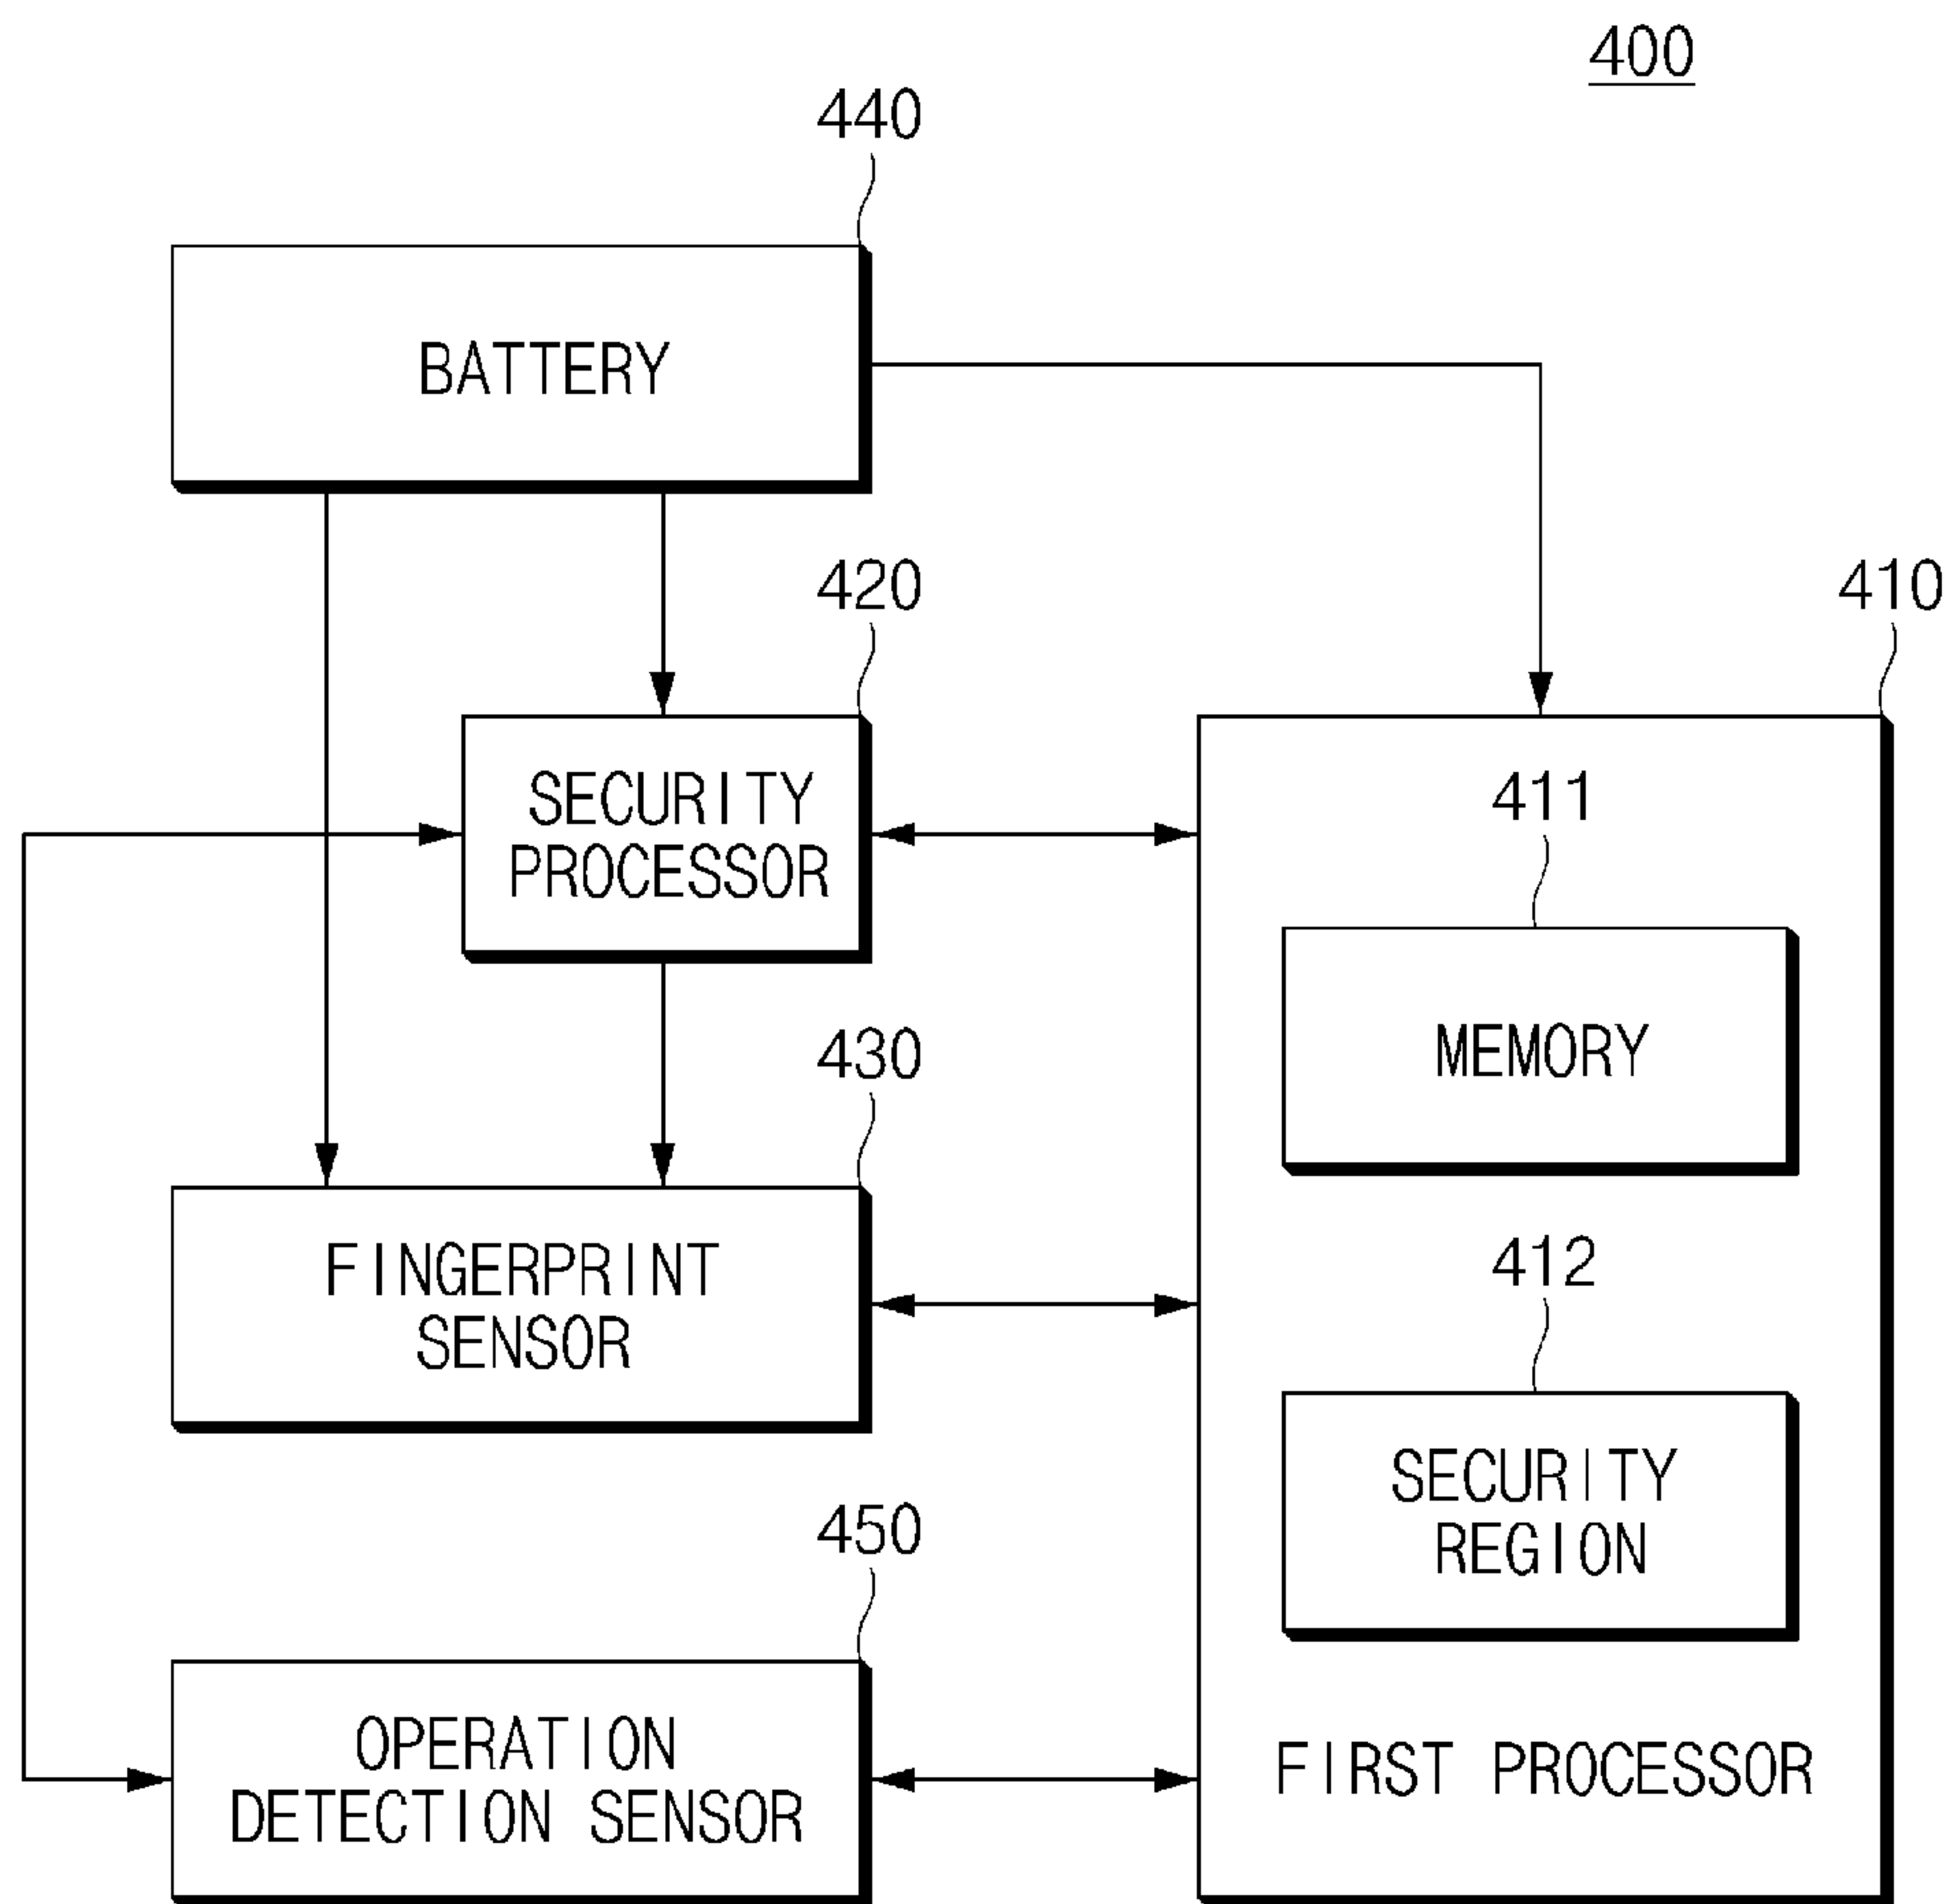 400
440
BATTERY
420
410
SECURITY
PROCESSOR
411
MEMORY
430
FINGERPRINT
SENSOR
412
SECURITY
REGION
450
OPERATION
DETECTION SENSOR
FIRST PROCESSOR